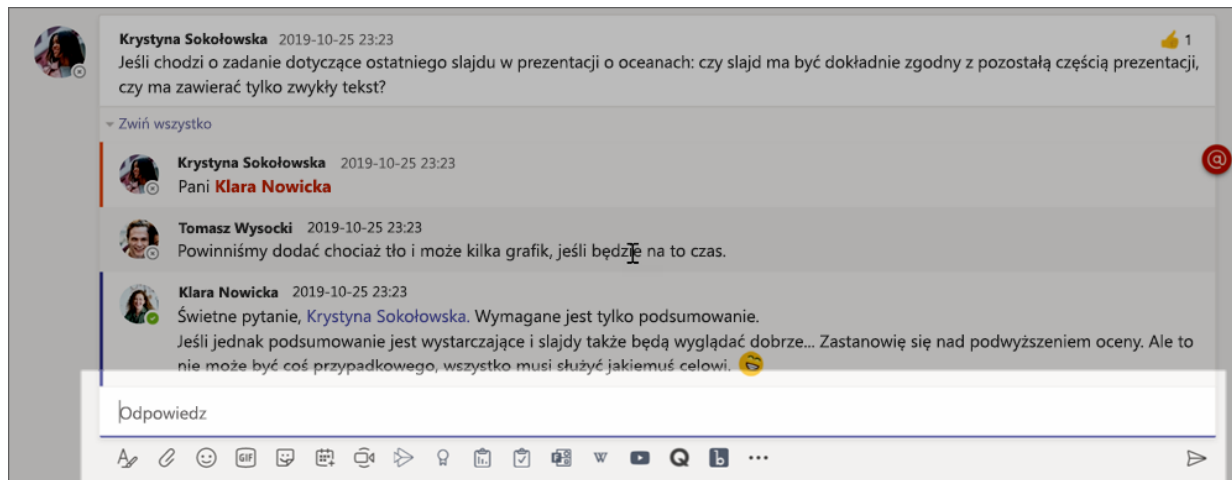 Krystyna Sokołowska 2019-10-25 23:23
1
Jeśli chodzi o zadanie dotyczące ostatniego slajdu w prezentacji o oceanach: czy slajd ma być dokładnie zgodny z pozostałą częścią prezentacji,
czy ma zawierać tylko zwykły tekst?
Zwiń wszystko
Krystyna Sokołowska 2019-10-25 23:23
@
Pani Klara Nowicka
Tomasz Wysocki 2019-10-25 23:23
Powinniśmy dodać chociaż tło i może kilka grafik, jeśli będzie na to czas.
Klara Nowicka 2019-10-25 23:23
Świetne pytanie, Krystyna Sokołowska. Wymagane jest tylko podsumowanie.
Jeśli jednak podsumowanie jest wystarczające i slajdy także będą wyglądać dobrze... Zastanowię się nad podwyższeniem oceny. Ale to
nie może być coś przypadkowego, wszystko musi służyć jakiemuś celowi.
Odpowiedz
GIF
W
Q
b